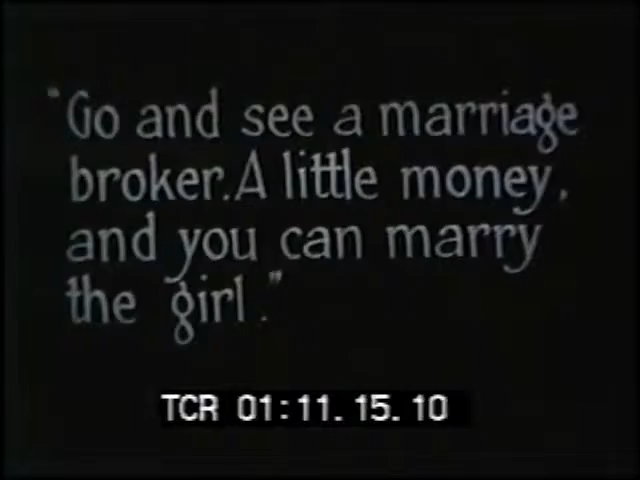 "Go and see a marriage
broker. A little money,
and you can marry
the girl."
TCR 01:11.15.10